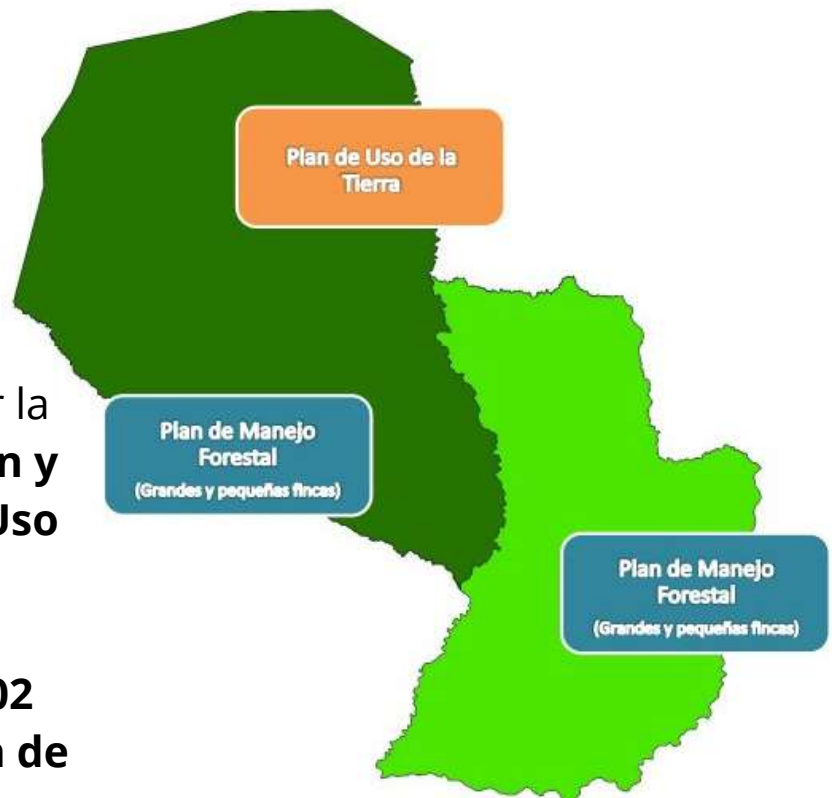 Plan de Uso de la
Tierra
r la
n y
Uso
Plan de Manejo
Forestal
(Grandes y pequeñas fincas)
Plan de Manejo
Forestal
(Grandes y pequeñas fincas)
02
de